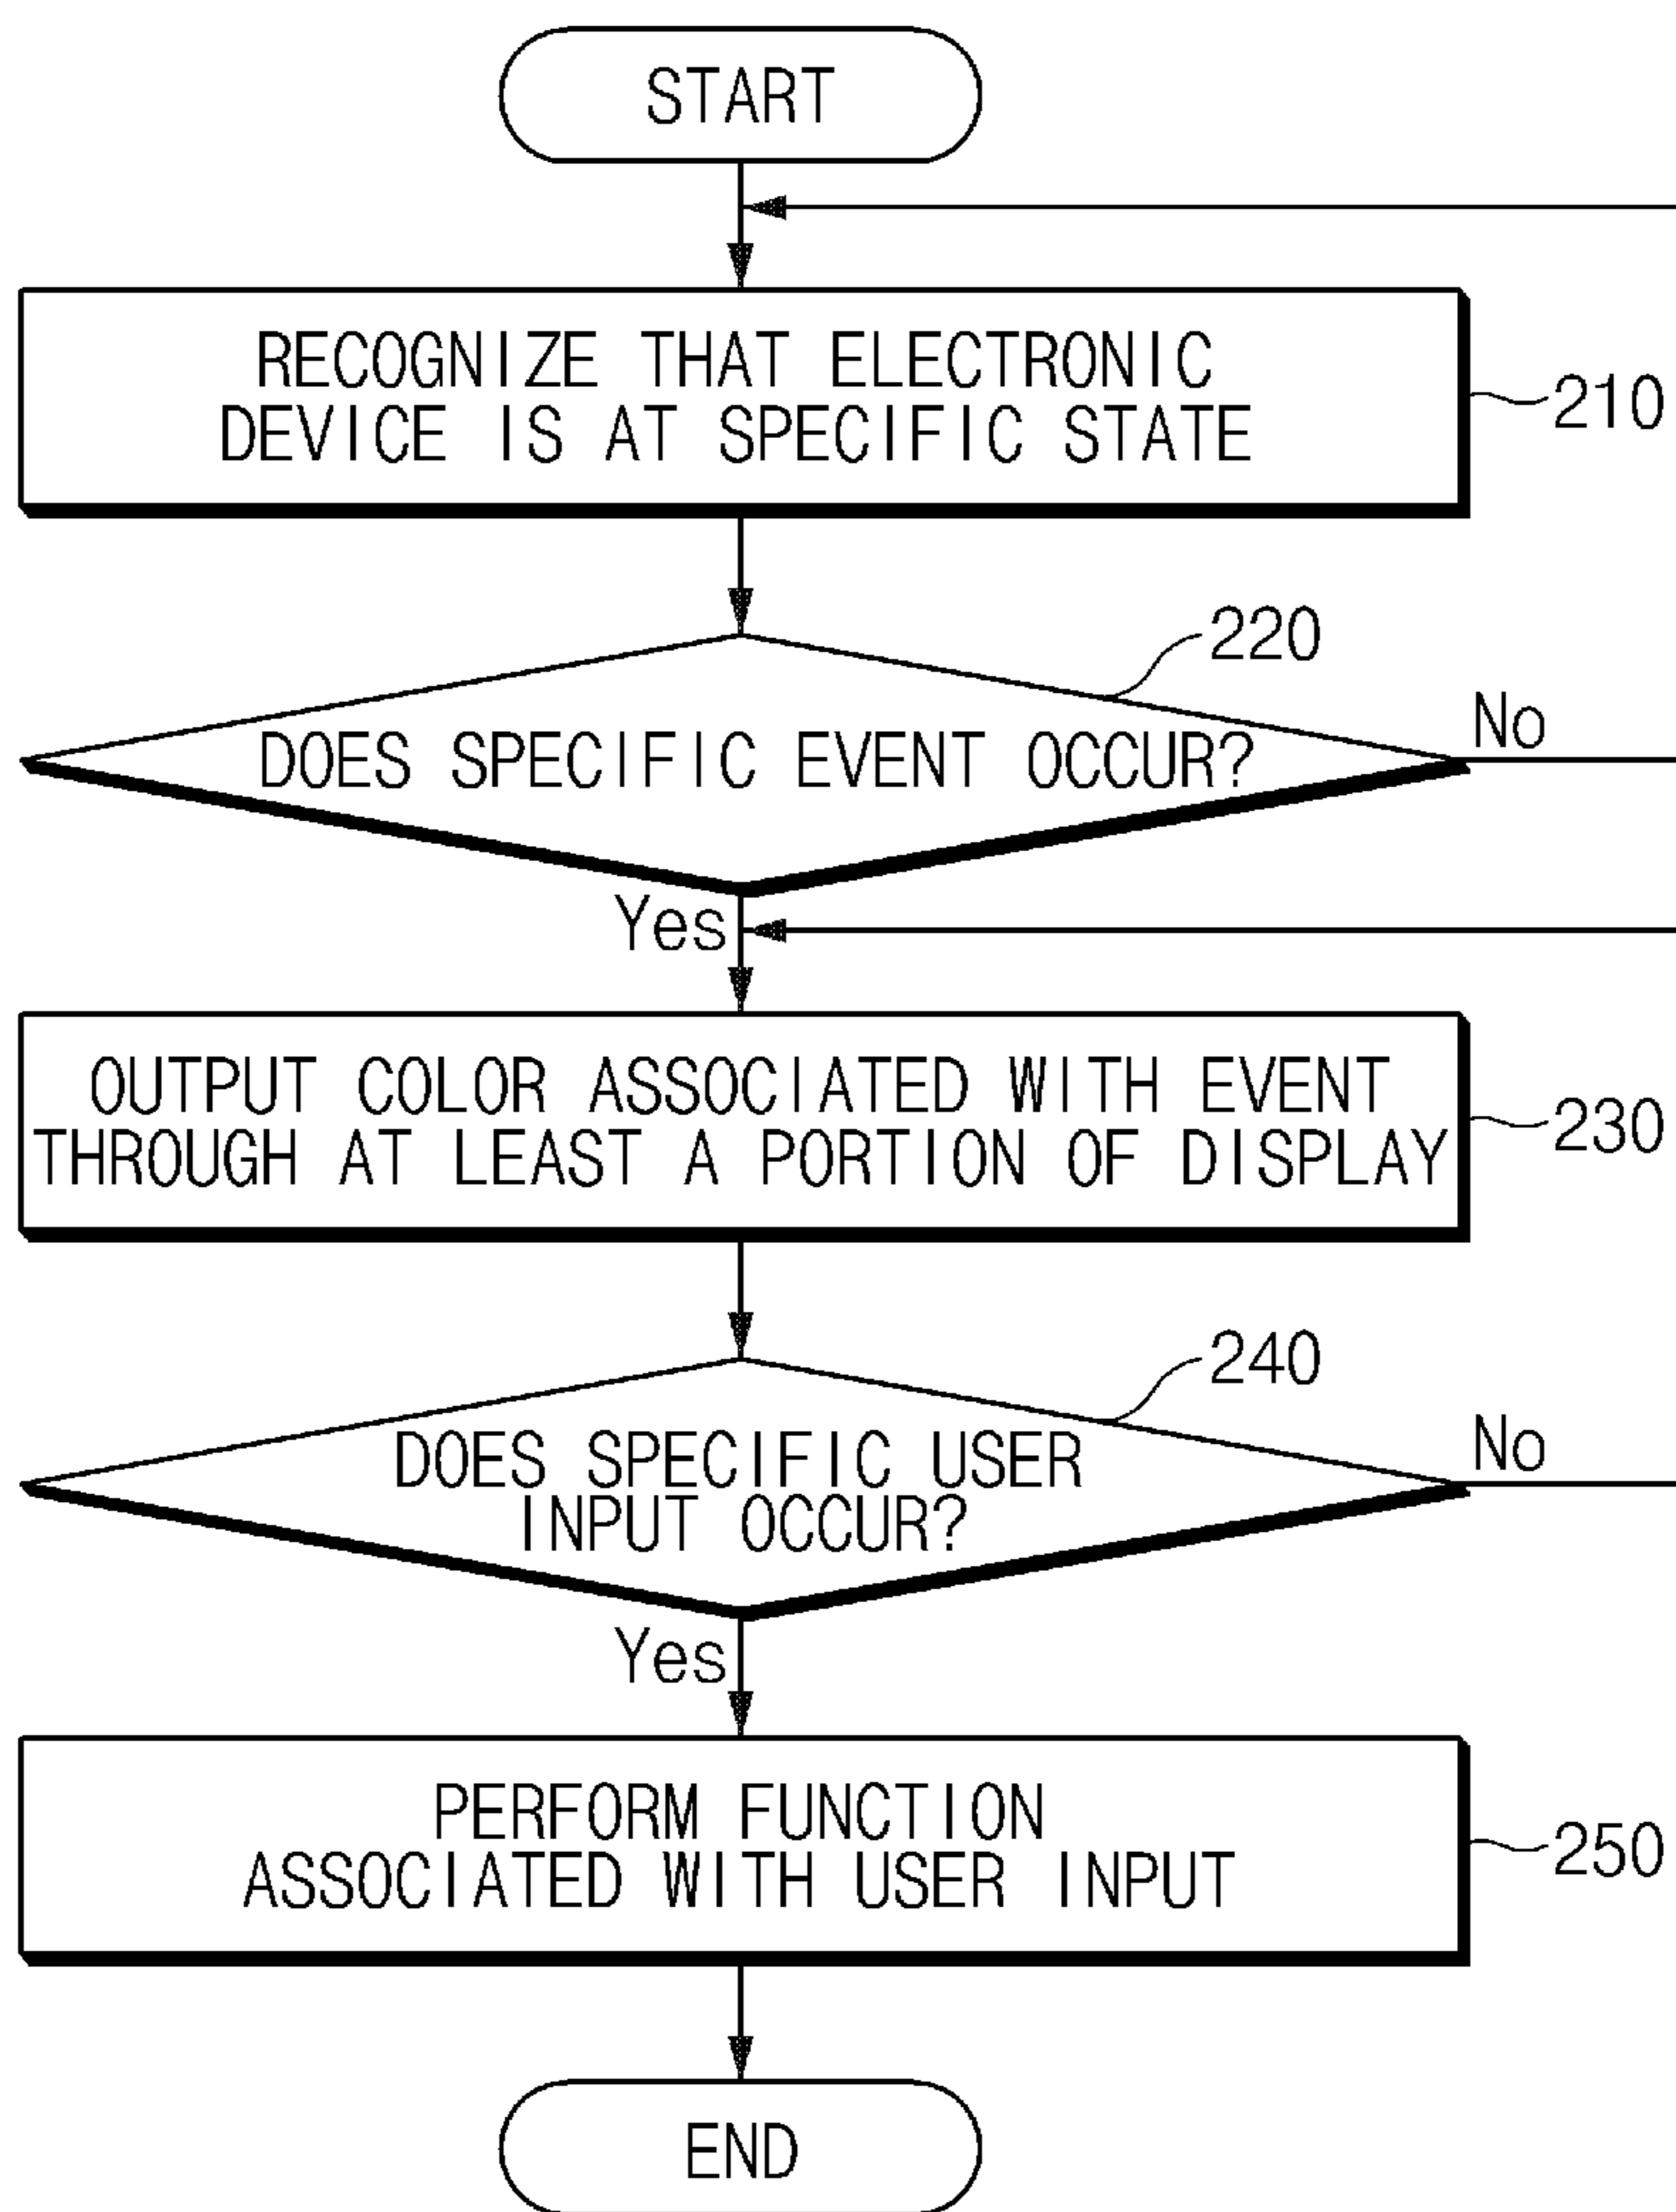 START
RECOGNIZE THAT ELECTRONIC
DEVICE IS AT SPECIFIC STATE
210
220
DOES SPECIFIC EVENT OCCUR?
No
Yes
OUTPUT COLOR ASSOCIATED WITH EVENT
THROUGH AT LEAST A PORTION OF DISPLAY
230
240
DOES SPECIFIC USER
INPUT OCCUR?
No
Yes
PERFORM FUNCTION
ASSOCIATED WITH USER INPUT
250
END